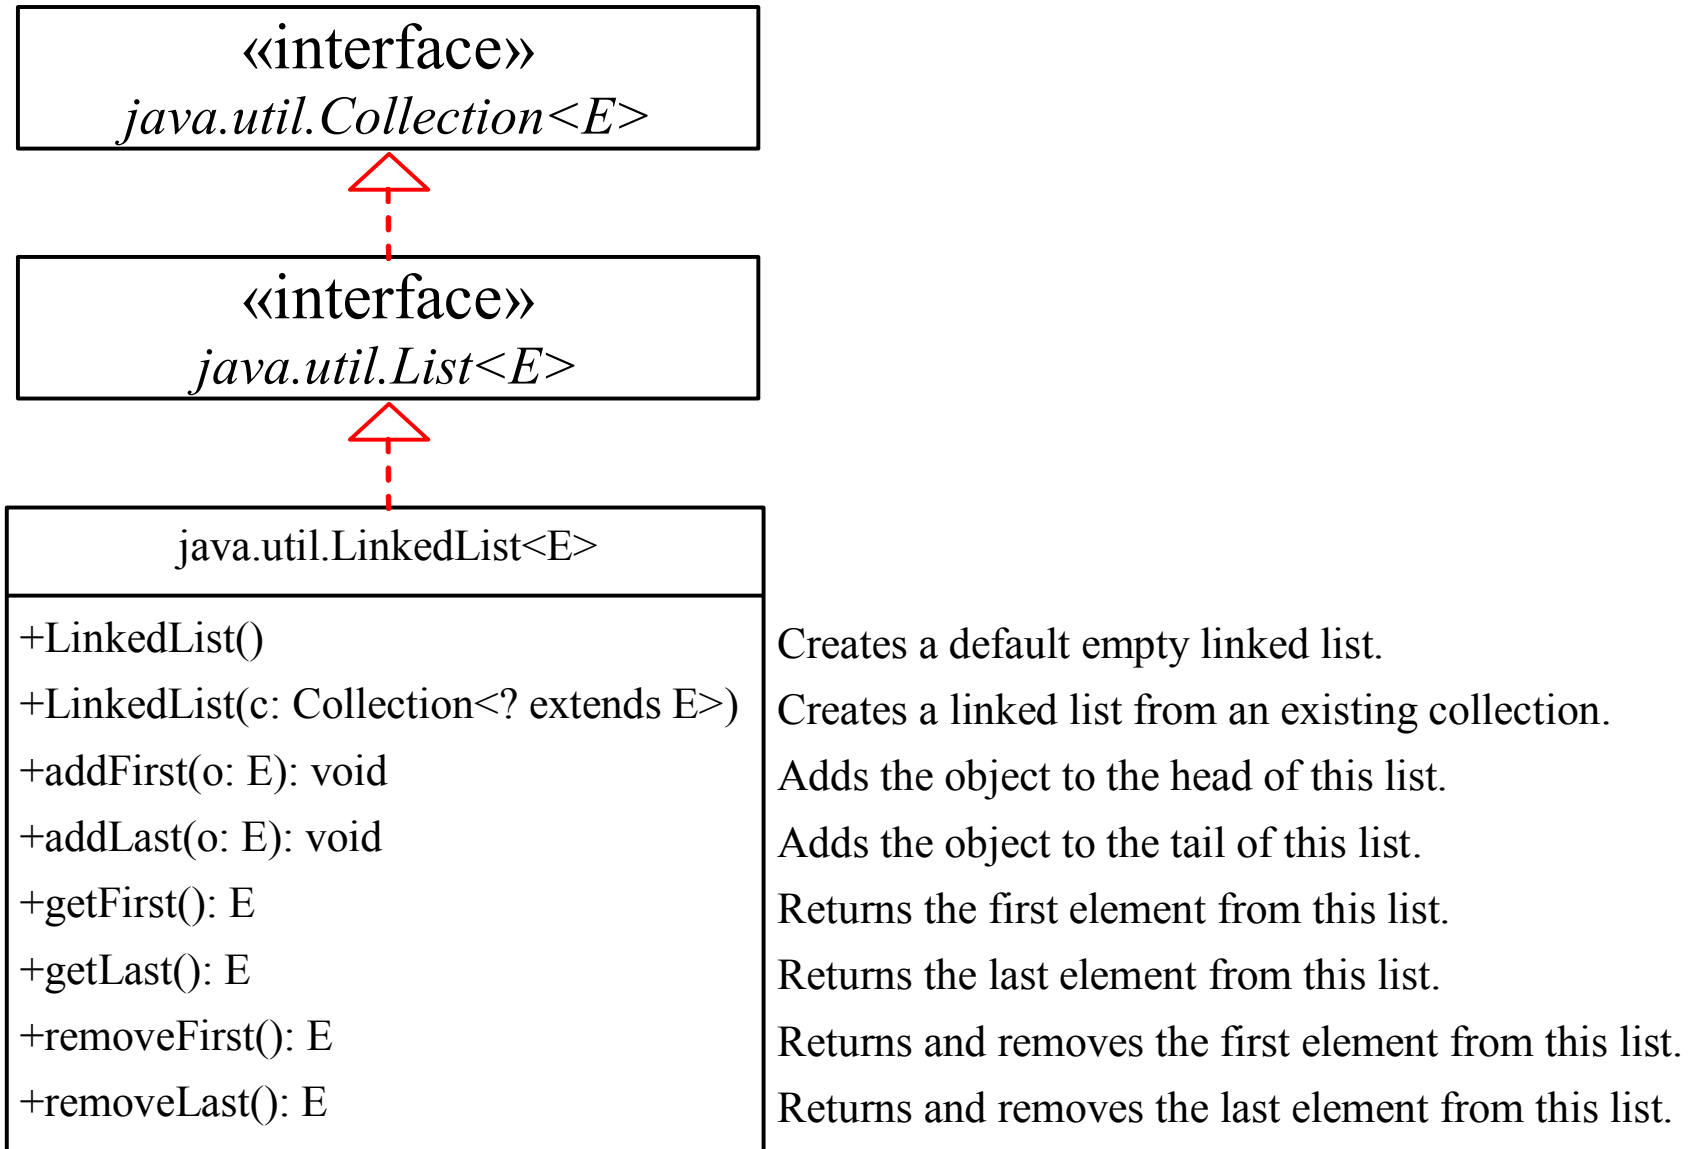 «interface»
java.util.Collection<E>
«interface»
java.util.List<E>
java.util.LinkedList<E>
+LinkedList()
Creates a default empty linked list.
+LinkedList(c: Collection<? extends E>)
Creates a linked list from an existing collection.
+addFirst(o: E): void
Adds the object to the head of this list.
+addLast(o: E): void
Adds the object to the tail of this list.
+getFirst(): E
Returns the first element from this list.
+getLast(): E
Returns the last element from this list.
+removeFirst(): E
Returns and removes the first element from this list.
+removeLast(): E
Returns and removes the last element from this list.